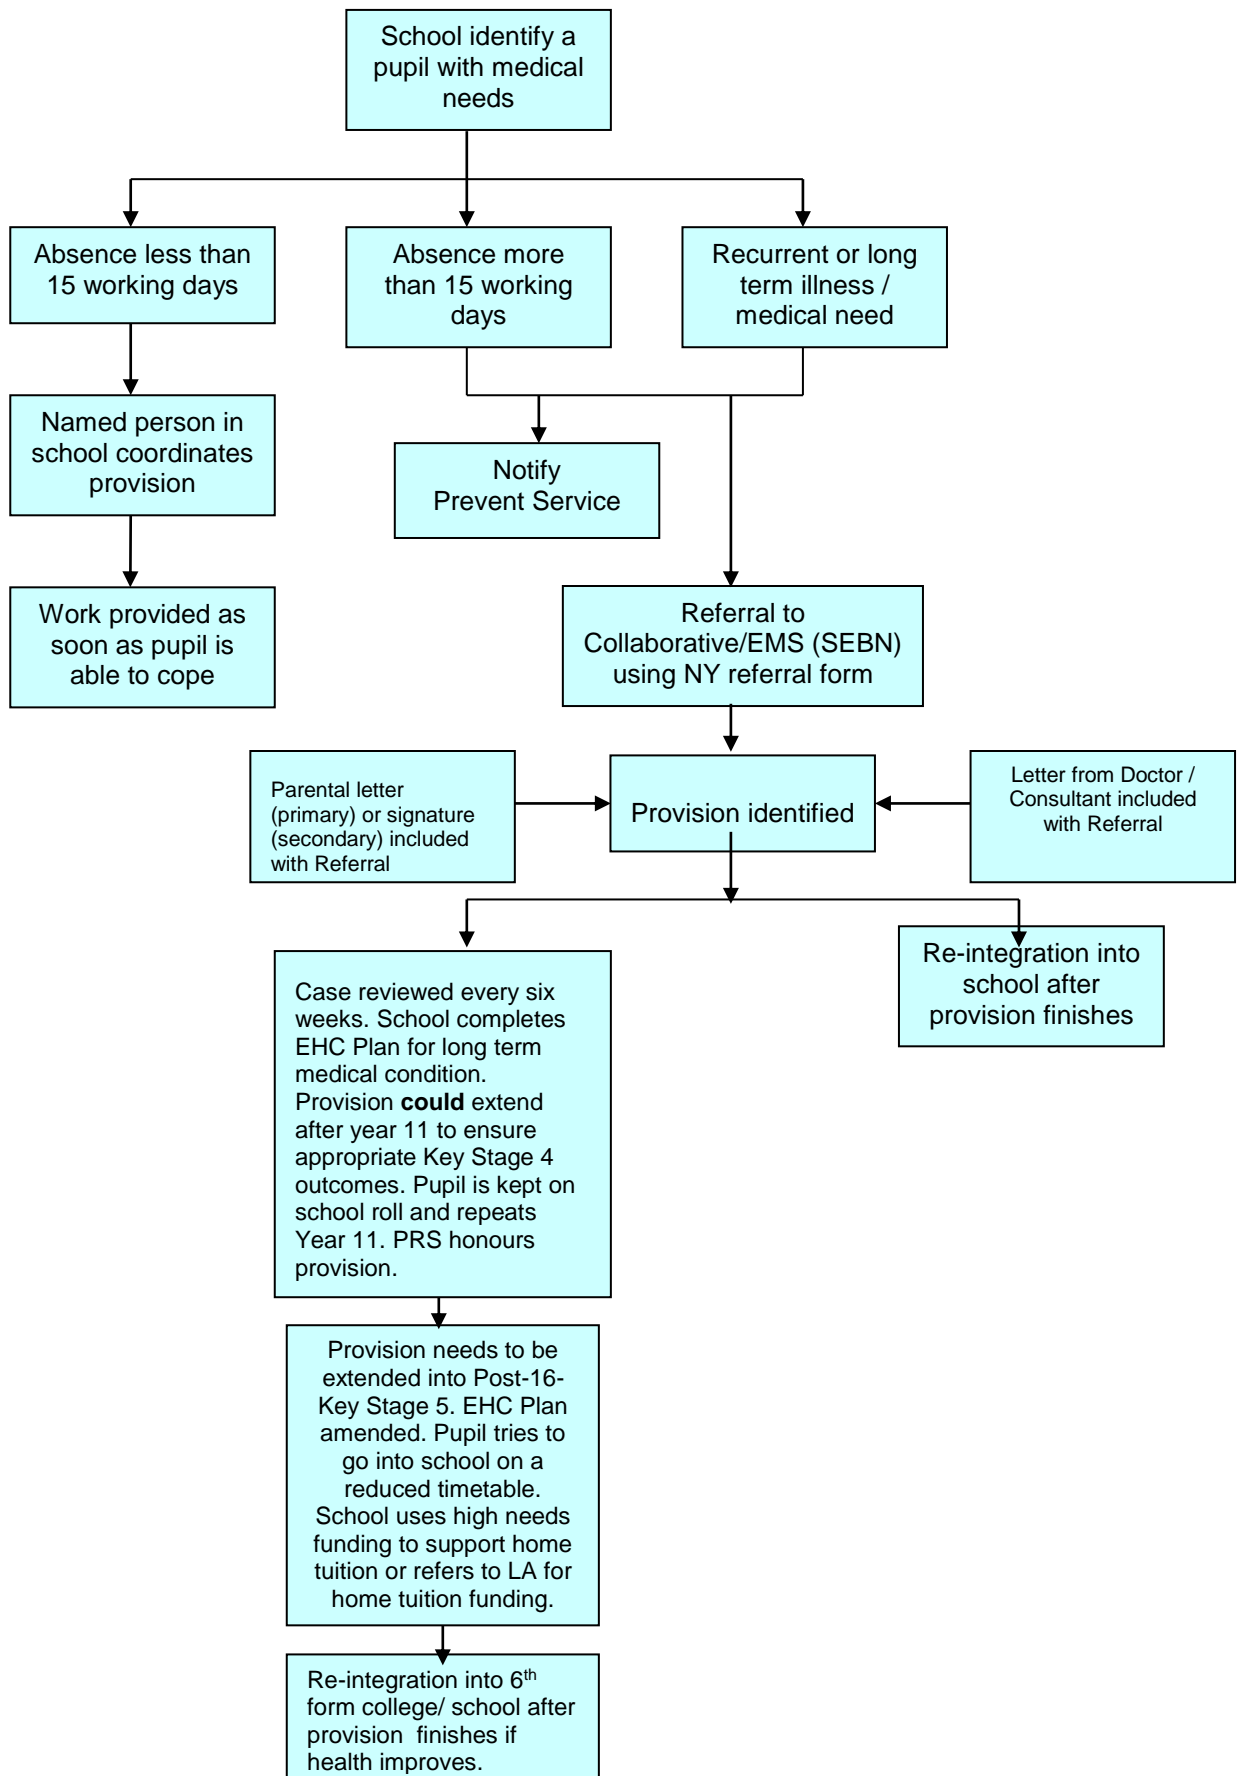 School identify a
pupil with medical
needs
Absence less than
15 working days
Absence more
than 15 working
days
Recurrent or long
term illness /
medical need
Named person in
school coordinates
provision
Notify
Prevent Service
Work provided as
soon as pupil is
able to cope
Referral to
Collaborative/EMS (SEBN)
using NY referral form
Parental letter
(primary) or signature
(secondary) included
with Referral
Provision identified
Letter from Doctor /
Consultant included
with Referral
Case reviewed every six
weeks. School completes
EHC Plan for long term
medical condition.
Provision could extend
after year 11 to ensure
appropriate Key Stage 4
outcomes. Pupil is kept on
school roll and repeats
Year 11. PRS honours
provision.
Re-integration into
school after
provision finishes
Provision needs to be
extended into Post-16-
Key Stage 5. EHC Plan
amended. Pupil tries to
go into school on a
reduced timetable.
School uses high needs
funding to support home
tuition or refers to LA for
home tuition funding.
Re-integration into 6th
form college/ school after
provision finishes if
health improves.